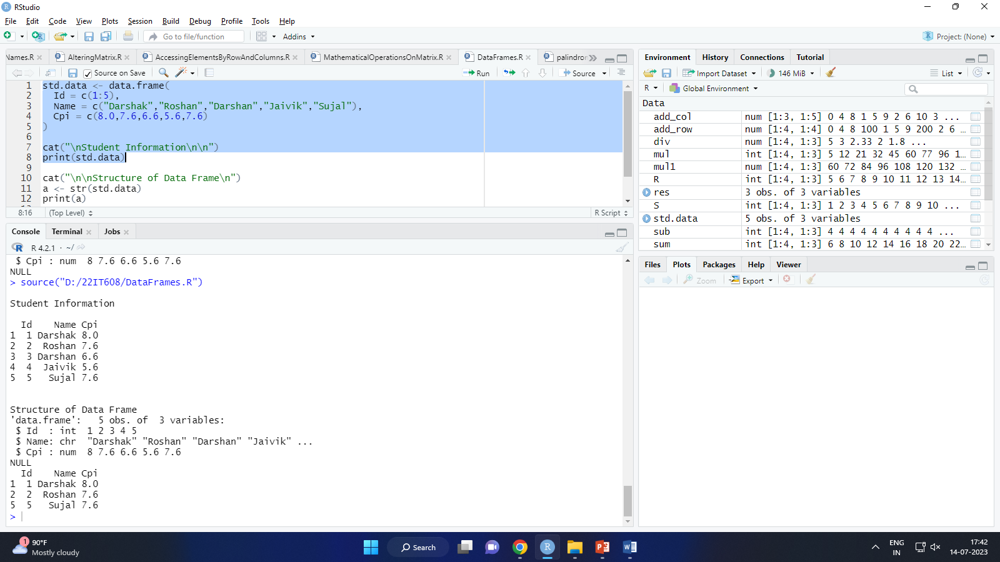 RStudio
File Edit Code View Plots Session Build Debug Profile Tools Help
Go to file/function Addins Project: (None)
Names.R AlteringMatrix.R AccessingElementsByRowAndColumns.R MathematicalOperationsOnMatrix.R DataFrames.R palindron
Source on Save Run Source
1 std.data <- data.frame(
2 Id = c(1:5),
3 Name = c("Darshak","Roshan","Darshan","Jaivik","Sujal"),
4 Cpi = c(8.0,7.6,6.6,5.6,7.6)
5 )
6
7 cat("\nStudent Information\n\n")
8 print(std.data)
9
10 cat("\n\nStructure of Data Frame\n")
11 a <- str(std.data)
12 print(a)
8:16 (Top Level) R Script
Console Terminal Jobs
R 4.2.1 · ~/
$ Cpi : num 8 7.6 6.6 5.6 7.6
NULL
> source("D:/22IT608/DataFrames.R")
Student Information
Id Name Cpi
1 1 Darshak 8.0
2 2 Roshan 7.6
3 3 Darshan 6.6
4 4 Jaivik 5.6
5 5 Sujal 7.6
Structure of Data Frame
'data.frame': 5 obs. of 3 variables:
$ Id : int 1 2 3 4 5
$ Name: chr "Darshak" "Roshan" "Darshan" "Jaivik" ...
$ Cpi : num 8 7.6 6.6 5.6 7.6
NULL
Id Name Cpi
1 1 Darshak 8.0
2 2 Roshan 7.6
5 5 Sujal 7.6
>
Environment History Connections Tutorial
Import Dataset 146 MiB List
R Global Environment
Data
add_col num [1:3, 1:5] 0 4 8 1 5 9 2 6 10 3 ...
add_row num [1:4, 1:4] 0 4 8 100 1 5 9 200 2 6 …
div num [1:4, 1:3] 5 3 2.33 2 1.8 ...
mul int [1:4, 1:3] 5 12 21 32 45 60 77 96 1…
mul1 num [1:4, 1:3] 60 72 84 96 108 120 132 …
R int [1:4, 1:3] 5 6 7 8 9 10 11 12 13 14…
res 3 obs. of 3 variables
S int [1:4, 1:3] 1 2 3 4 5 6 7 8 9 10 ...
std.data 5 obs. of 3 variables
sub int [1:4, 1:3] 4 4 4 4 4 4 4 4 4 4 ...
sum int [1:4, 1:3] 6 8 10 12 14 16 18 20 22…
Files Plots Packages Help Viewer
Zoom Export
1 90°F
Mostly cloudy
Search
ENG
IN
17:42
14-07-2023